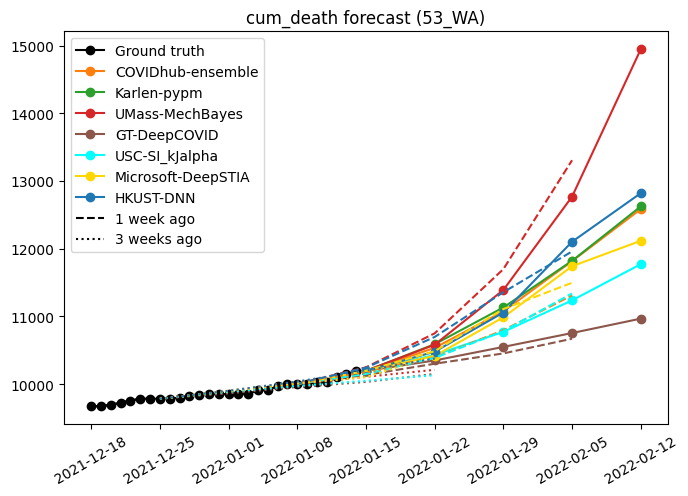 cum_death forecast (53_WA)
15000
14000
13000
12000
11000
10000
Ground truth
COVIDhub-ensemble
Karlen-pypm
UMass-MechBayes
GT-DeepCOVID
USC-SI_kJalpha
Microsoft-DeepSTIA
HKUST-DNN
1 week ago
3 weeks ago
2021-12-18
2021-12-25
2022-01-01
2022-01-08
2022-01-15
2022-01-22
2022-01-29
2022-02-05
2022-02-12